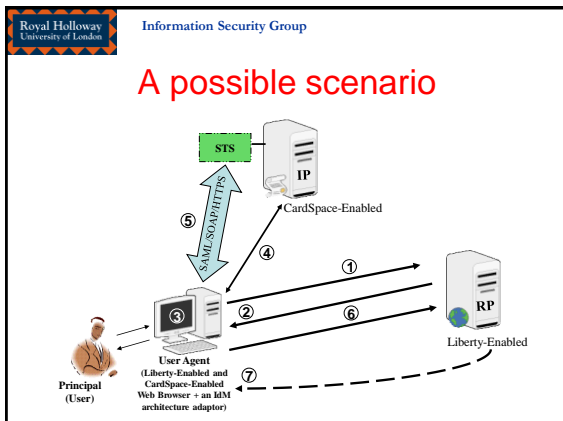 Royal Holloway
University of London
Information Security Group
A possible scenario
STS
IP
CardSpace-Enabled
⑤
SAML/SOAP/HTTPS
④
①
②
③
⑥
RP
Liberty-Enabled
User Agent
(Liberty-Enabled and
CardSpace-Enabled
Web Browser + an IdM
architecture adaptor)
⑦
Principal
(User)